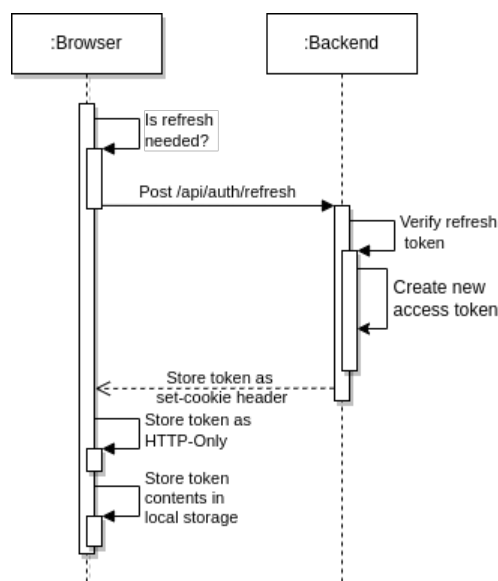 :Browser
:Backend
Is refresh
needed?
Post /api/auth/refresh
Verify refresh
token
Create new
access token
Store token as
set-cookie header
Store token as
HTTP-Only
Store token
contents in
local storage